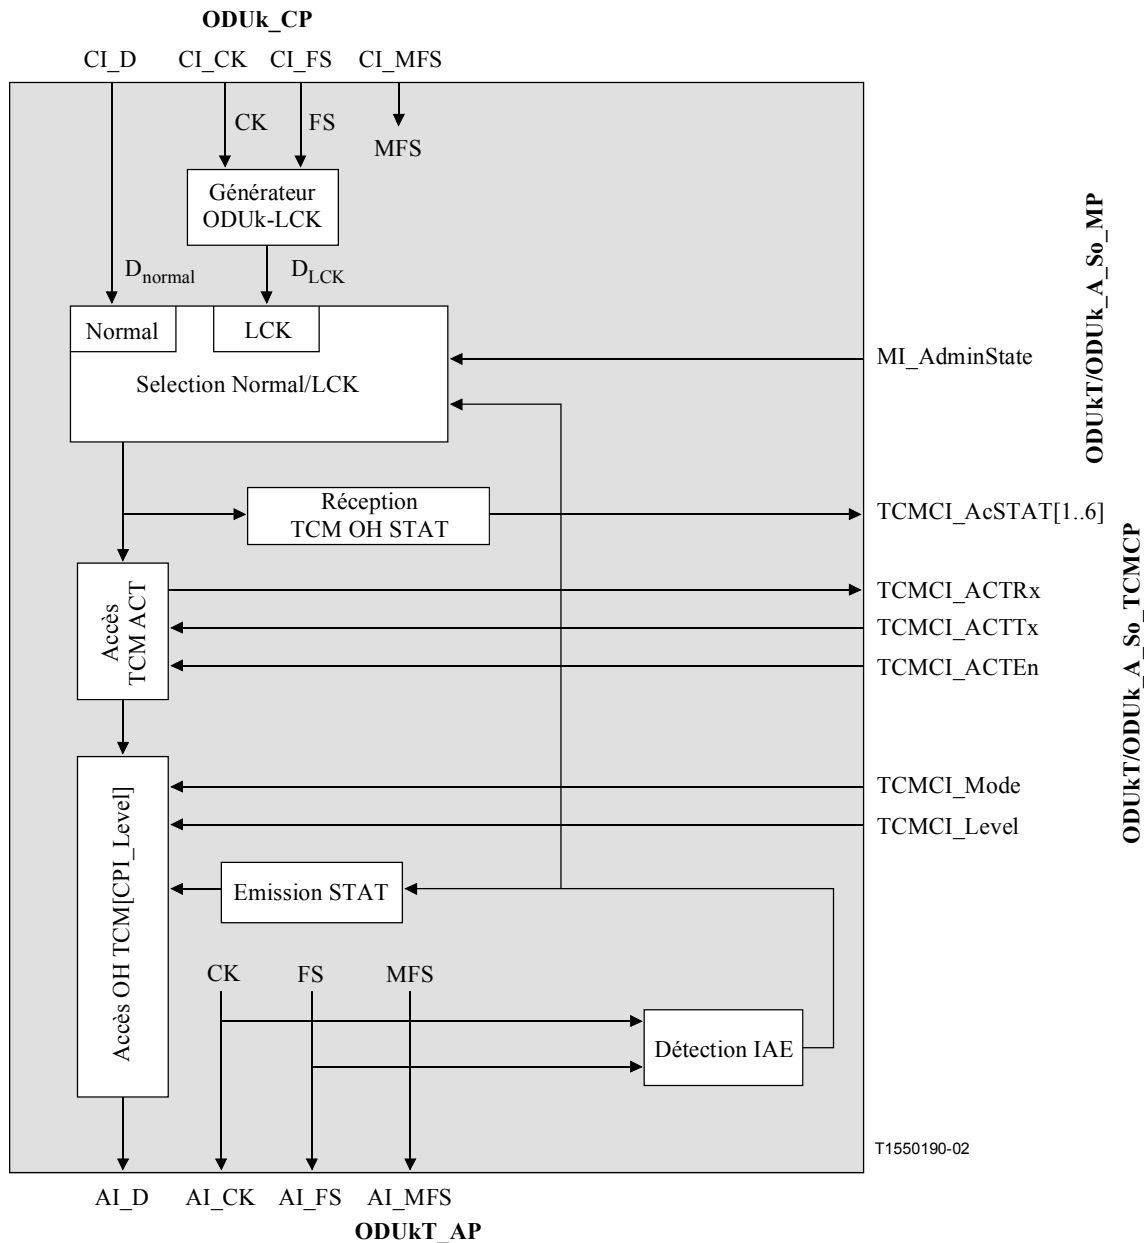 ODUk_CP
CI_D CI_CK CI_FS CI_MFS
CK FS
MFS
Générateur
ODUk-LCK
Dnormal DLCK
Normal LCK
Selection Normal/LCK
MI_AdminState
ODUkT/ODUk_A_So_MP
Réception
TCM OH STAT
TCMCI_AcSTAT[1..6]
Accès
TCM ACT
TCMCI_ACTRx
TCMCI_ACTTx
TCMCI_ACTEn
ODUkT/ODUk_A_So_TCMCP
Accès OH TCM[CPI_Level]
TCMCI_Mode
TCMCI_Level
Emission STAT
CK FS MFS
Détection IAE
T1550190-02
AI_D AI_CK AI_FS AI_MFS
ODUkT_AP